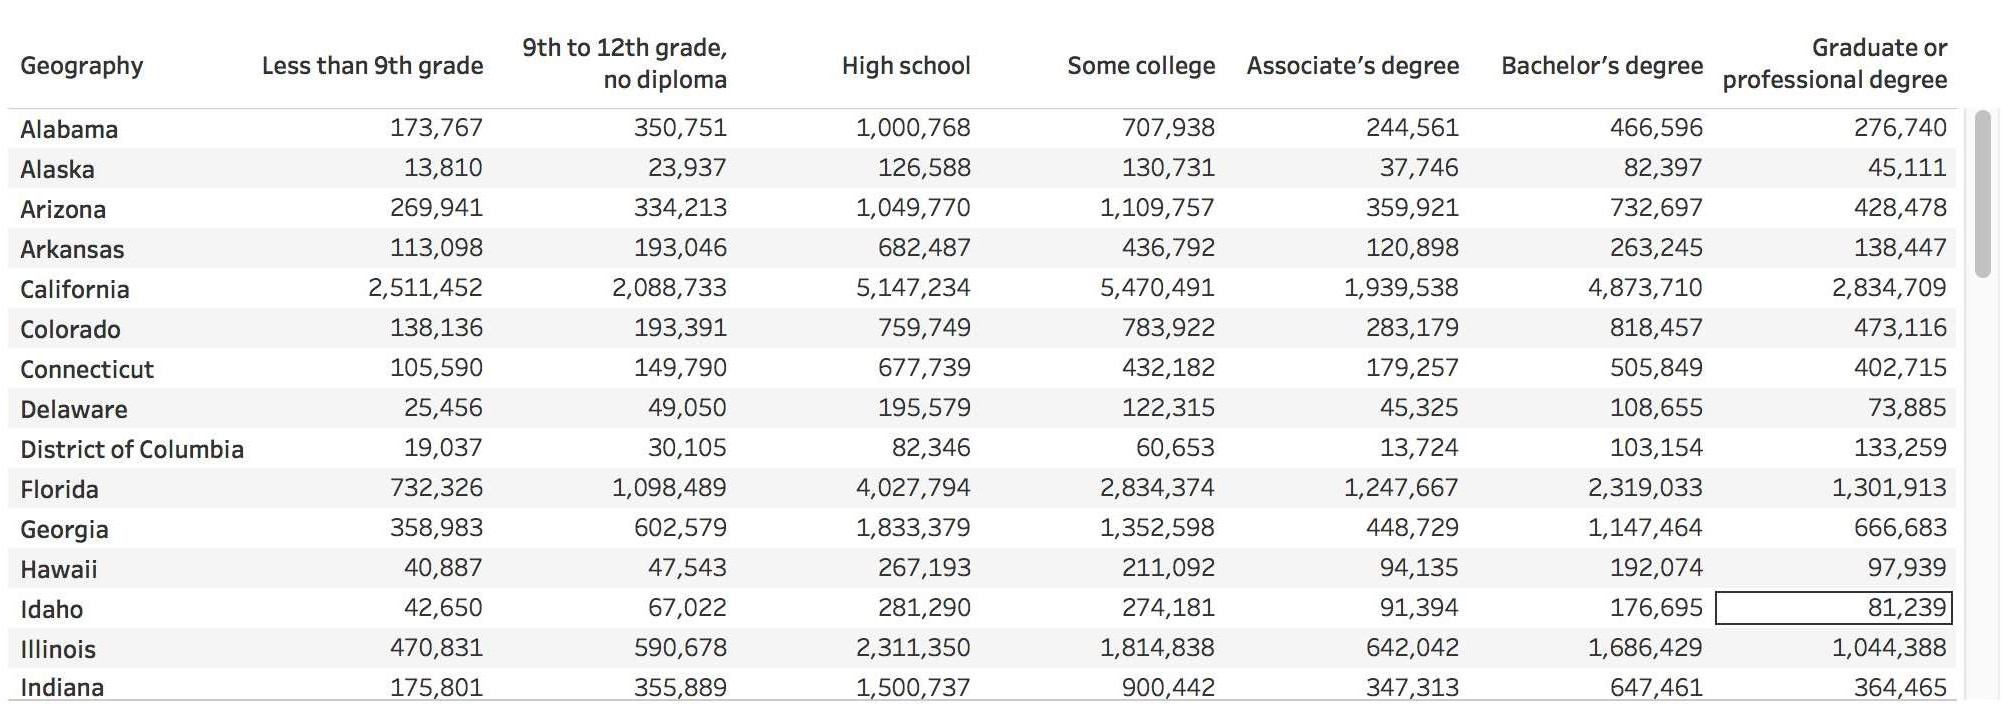 Geography Less than 9th grade 9th to 12th grade, no diploma High school Some college Associate's degree Bachelor's degree Graduate or professional degree
Alabama 173,767 350,751 1,000,768 707,938 244,561 466,596 276,740
Alaska 13,810 23,937 126,588 130,731 37,746 82,397 45,111
Arizona 269,941 334,213 1,049,770 1,109,757 359,921 732,697 428,478
Arkansas 113,098 193,046 682,487 436,792 120,898 263,245 138,447
California 2,511,452 2,088,733 5,147,234 5,470,491 1,939,538 4,873,710 2,834,709
Colorado 138,136 193,391 759,749 783,922 283,179 818,457 473,116
Connecticut 105,590 149,790 677,739 432,182 179,257 505,849 402,715
Delaware 25,456 49,050 195,579 122,315 45,325 108,655 73,885
District of Columbia 19,037 30,105 82,346 60,653 13,724 103,154 133,259
Florida 732,326 1,098,489 4,027,794 2,834,374 1,247,667 2,319,033 1,301,913
Georgia 358,983 602,579 1,833,379 1,352,598 448,729 1,147,464 666,683
Hawaii 40,887 47,543 267,193 211,092 94,135 192,074 97,939
Idaho 42,650 67,022 281,290 274,181 91,394 176,695 81,239
Illinois 470,831 590,678 2,311,350 1,814,838 642,042 1,686,429 1,044,388
Indiana 175,801 355,889 1,500,737 900,442 347,313 647,461 364,465